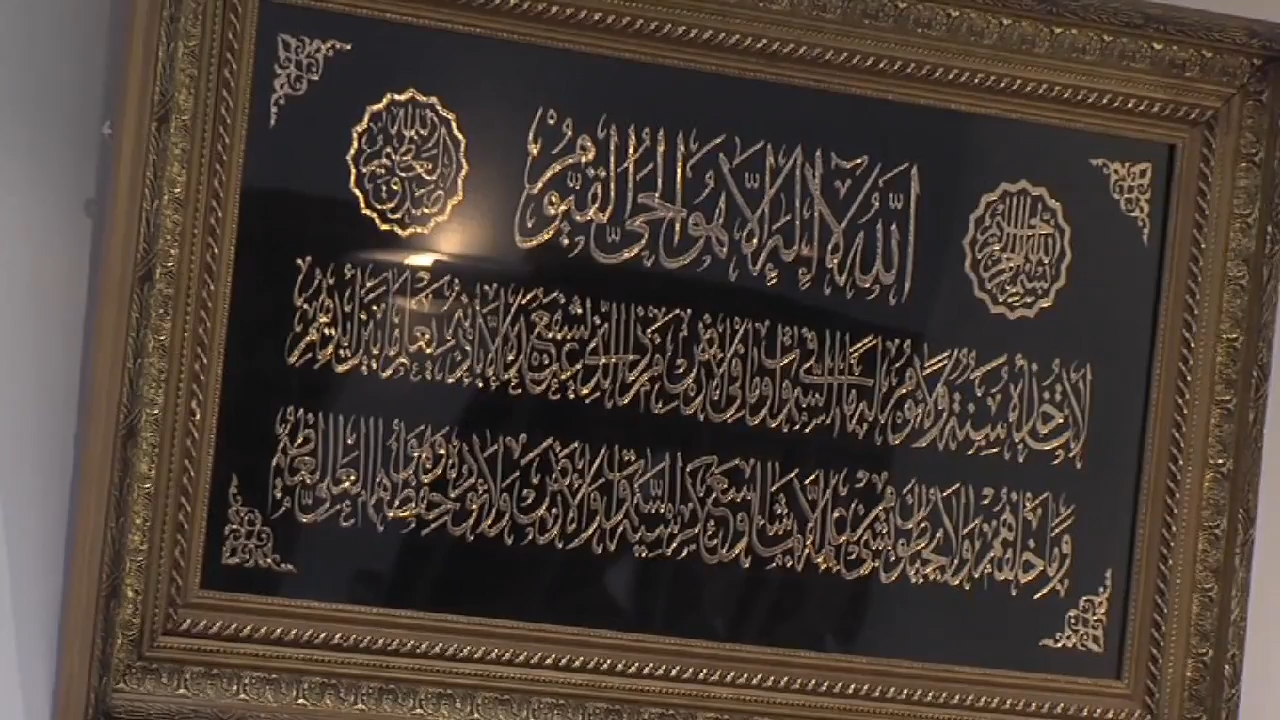 بسم الله الرحمن الرحيم
الله لا إله إلا هو الحي القيوم
صدق الله العظيم
لا تأخذه سنة ولا نوم له ما في السموات وما في الأرض من ذا الذي يشفع عنده إلا بإذنه يعلم ما بين أيديهم
وما خلفهم ولا يحيطون بشيء من علمه إلا بما شاء وسع كرسيه السموات والأرض ولا يؤده حفظهما وهو العلي العظيم